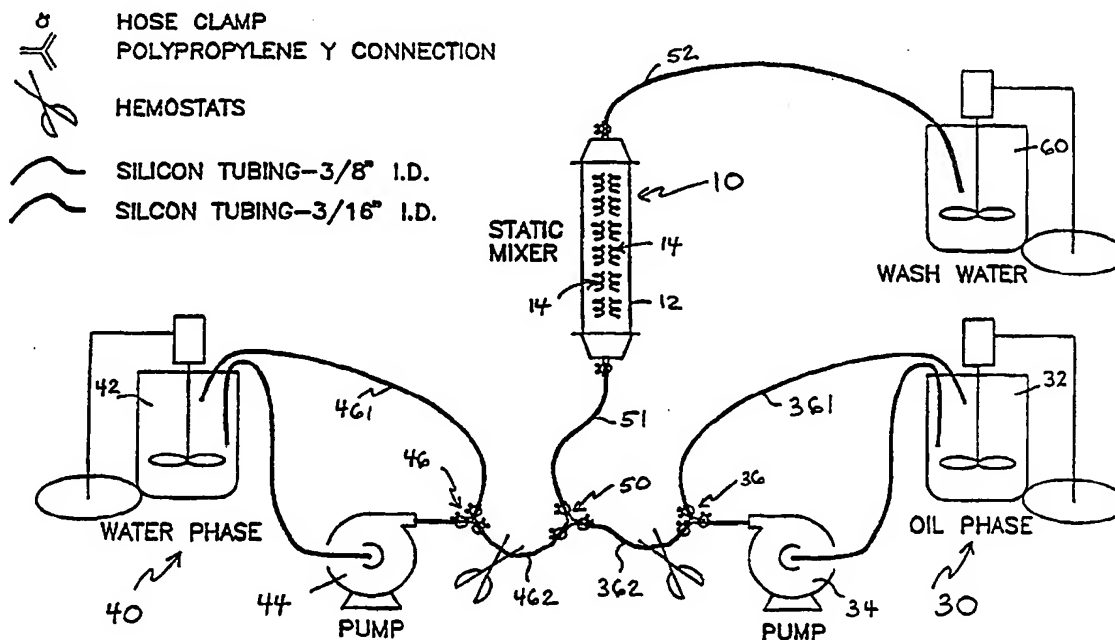 HOSE CLAMP
POLYPROPYLENE Y CONNECTION
HEMOSTATS
SILICON TUBING-3/8" I.D.
SILCON TUBING-3/16" I.D.
52
60
10
STATIC
MIXER
14
14
12
WASH WATER
42
461
51
361
32
46
50
36
WATER PHASE
OIL PHASE
40
44
462
362
34
30
PUMP
PUMP